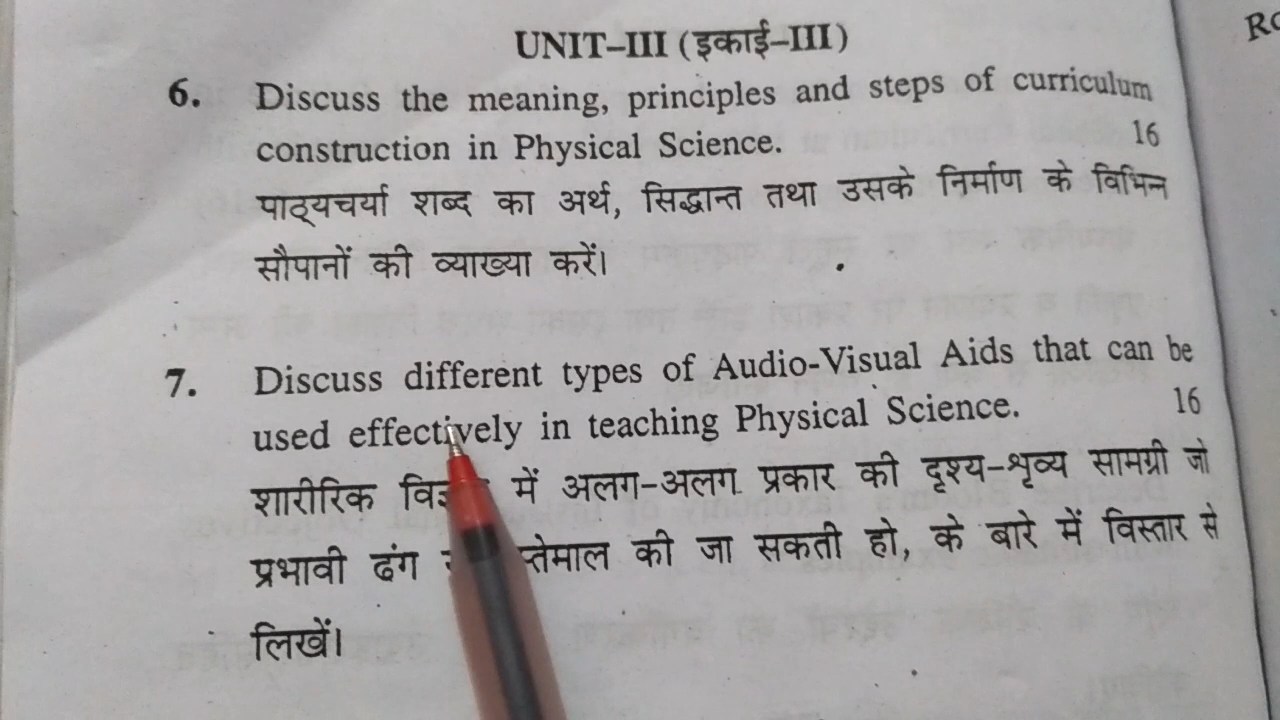 UNIT–III (इकाई–III)
6. Discuss the meaning, principles and steps of curriculum
construction in Physical Science. 16
पाठ्यचर्या शब्द का अर्थ, सिद्धान्त तथा उसके निर्माण के विभिन्न
सौपानों की व्याख्या करें।
7. Discuss different types of Audio-Visual Aids that can be
used effectively in teaching Physical Science. 16
शारीरिक में अलग-अलग प्रकार की दृश्य-श्रृव्य सामग्री जो
प्रभावी ढंग की जा सकती हो, के बारे में विस्तार से
लिखें।